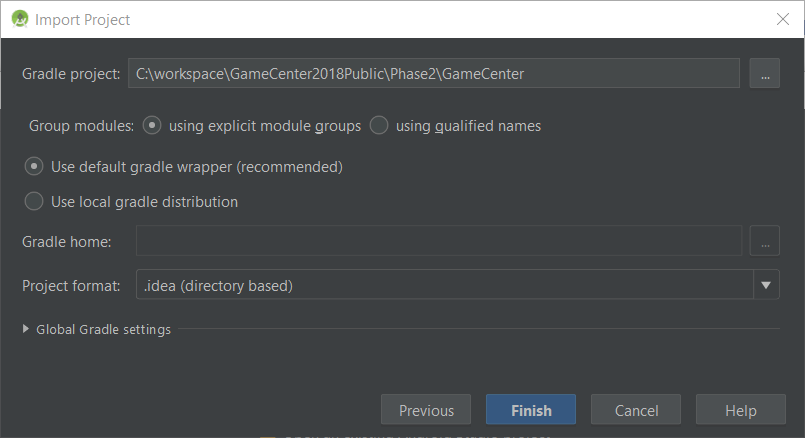 Import Project
Gradle project: C:\workspace\GameCenter2018Public\Phase2\GameCenter ...
Group modules: using explicit module groups using qualified names
Use default gradle wrapper (recommended)
Use local gradle distribution
Gradle home: ...
Project format: .idea (directory based)
Global Gradle settings
Previous Finish Cancel Help